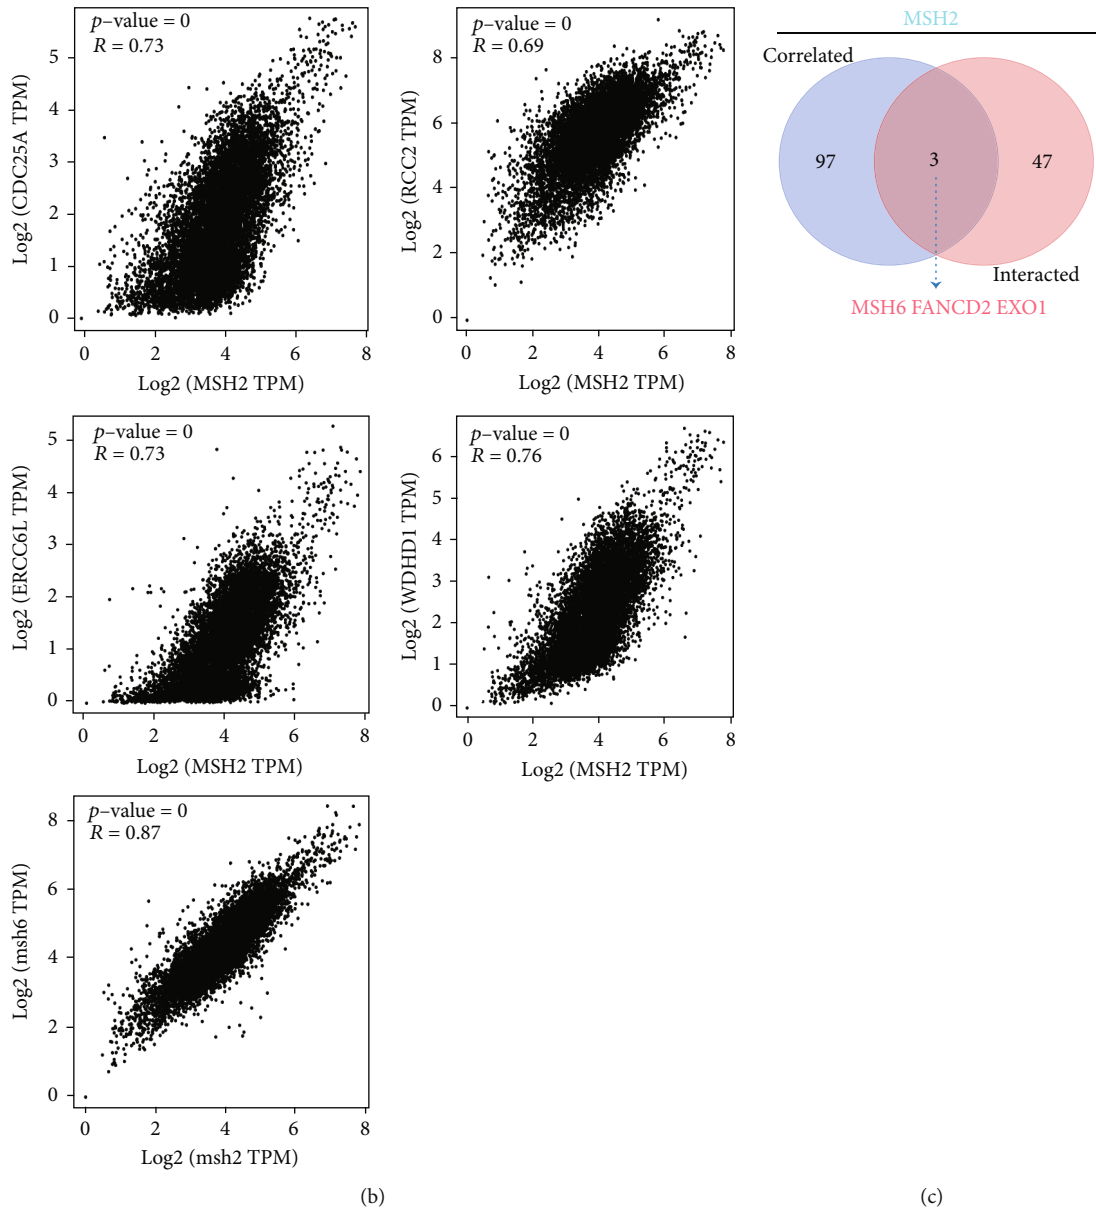 p–value = 0
R = 0.73
Log2 (CDC25A TPM)
5
4
3
2
1
0
0 2 4 6 8
Log2 (MSH2 TPM)
p–value = 0
R = 0.69
Log2 (RCC2 TPM)
8
6
4
2
0
0 2 4 6 8
Log2 (MSH2 TPM)
MSH2
Correlated
97 3 47
Interacted
MSH6 FANCD2 EXO1
p–value = 0
R = 0.73
Log2 (ERCC6L TPM)
5
4
3
2
1
0
0 2 4 6 8
Log2 (MSH2 TPM)
p–value = 0
R = 0.76
Log2 (WDHD1 TPM)
6
5
4
3
2
1
0
0 2 4 6 8
Log2 (MSH2 TPM)
p–value = 0
R = 0.87
Log2 (msh6 TPM)
8
6
4
2
0
0 2 4 6 8
Log2 (msh2 TPM)
(b)
(c)